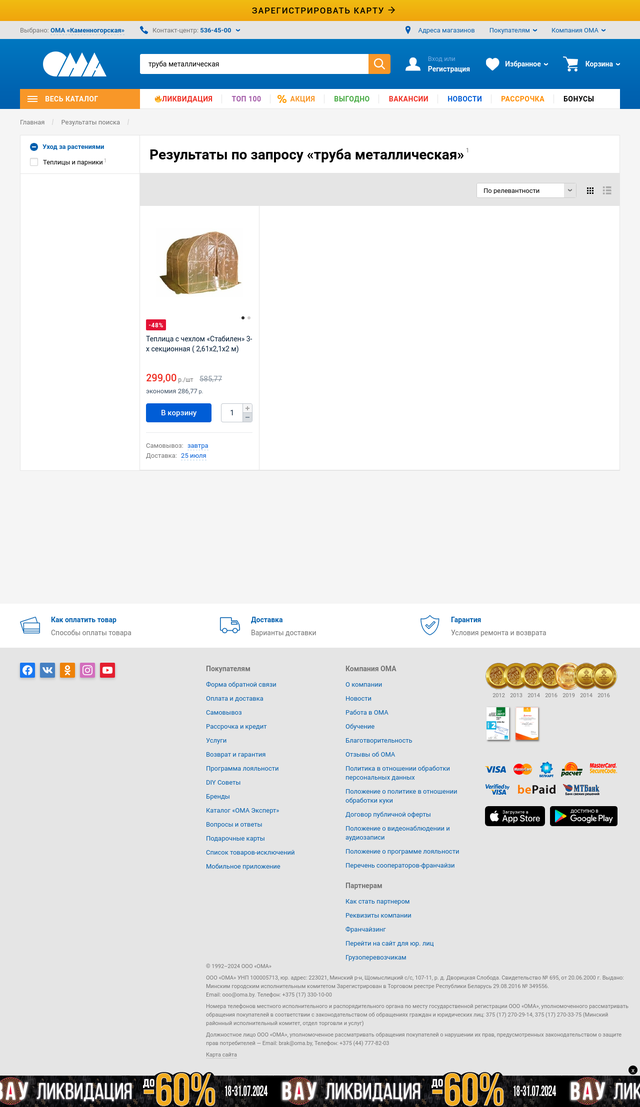 ЗАРЕГИСТРИРОВАТЬ КАРТУ →
Выбрано: ОМА «Каменногорская»
Контакт-центр: 536-45-00
Адреса магазинов
Покупателям
Компания ОМА
ОМА
труба металлическая
Вход или
Регистрация
Избранное
Корзина
ВЕСЬ КАТАЛОГ
ЛИКВИДАЦИЯ
ТОП 100
% АКЦИЯ
ВЫГОДНО
ВАКАНСИИ
НОВОСТИ
РАССРОЧКА
БОНУСЫ
Главная / Результаты поиска /
Уход за растениями
Теплицы и парники 1
Результаты по запросу «труба металлическая» 1
По релевантности
-48%
Теплица с чехлом «Стабилен» 3-
х секционная ( 2,61х2,1х2 м)
299,00 р./шт 585,77
экономия 286,77 р.
В корзину
1
+
−
Самовывоз: завтра
Доставка: 25 июля
Как оплатить товар
Способы оплаты товара
Доставка
Варианты доставки
Гарантия
Условия ремонта и возврата
Покупателям
Форма обратной связи
Оплата и доставка
Самовывоз
Рассрочка и кредит
Услуги
Возврат и гарантия
Программа лояльности
DIY Советы
Бренды
Каталог «ОМА Эксперт»
Вопросы и ответы
Подарочные карты
Список товаров-исключений
Мобильное приложение
Компания ОМА
О компании
Новости
Работа в ОМА
Обучение
Благотворительность
Отзывы об ОМА
Политика в отношении обработки
персональных данных
Положение о политике в отношении
обработки куки
Договор публичной оферты
Положение о видеонаблюдении и
аудиозаписи
Положение о программе лояльности
Перечень сооператоров-франчайзи
Партнерам
Как стать партнером
Реквизиты компании
Франчайзинг
Перейти на сайт для юр. лиц
Грузоперевозчикам
2012 2013 2014 2016 2019 2014 2016
VISA
MasterCard
БЕЛКАРТ
расчет
MasterCard.
SecureCode.
Verified by
VISA
bePaid
МТБанк
Загрузите в
App Store
ДОСТУПНО В
Google Play
© 1992–2024 ООО «ОМА»
ООО «ОМА» УНП 100005713, юр. адрес: 223021, Минский р-н, Щомыслицкий с/с, 107-11, р. д. Дворицкая Слобода. Свидетельство № 695, от 20.06.2000 г. Выдано:
Минским городским исполнительным комитетом Зарегистрирован в Торговом реестре Республики Беларусь 29.08.2016 № 349556.
Email: ooo@oma.by. Телефон: +375 (17) 330-10-00
Номера телефонов местного исполнительного и распорядительного органа по месту государственной регистрации ООО «ОМА», уполномоченного рассматривать
обращения покупателей в соответствии с законодательством об обращениях граждан и юридических лиц: 375 (17) 270-29-14, 375 (17) 270-33-75 (Минский
районный исполнительный комитет, отдел торговли и услуг)
Должностное лицо ООО «ОМА», уполномоченное рассматривать обращения покупателей о нарушении их прав, предусмотренных законодательством о защите
прав потребителей — Email: brak@oma.by, Телефон: +375 (44) 777-83-03
Карта сайта
x
ВАУ ЛИКВИДАЦИЯ до -60% 18-31.07.2024 ВАУ ЛИКВИДАЦИЯ до -60% 18-31.07.2024 ВАУ ЛИКВ